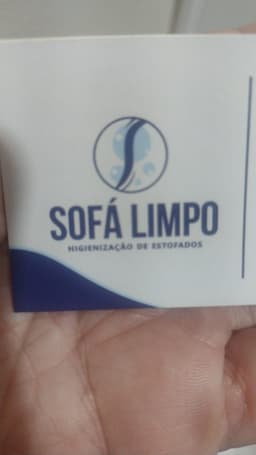 SOFÁ LIMPO
HIGIENIZAÇÃO DE ESTOFADOS